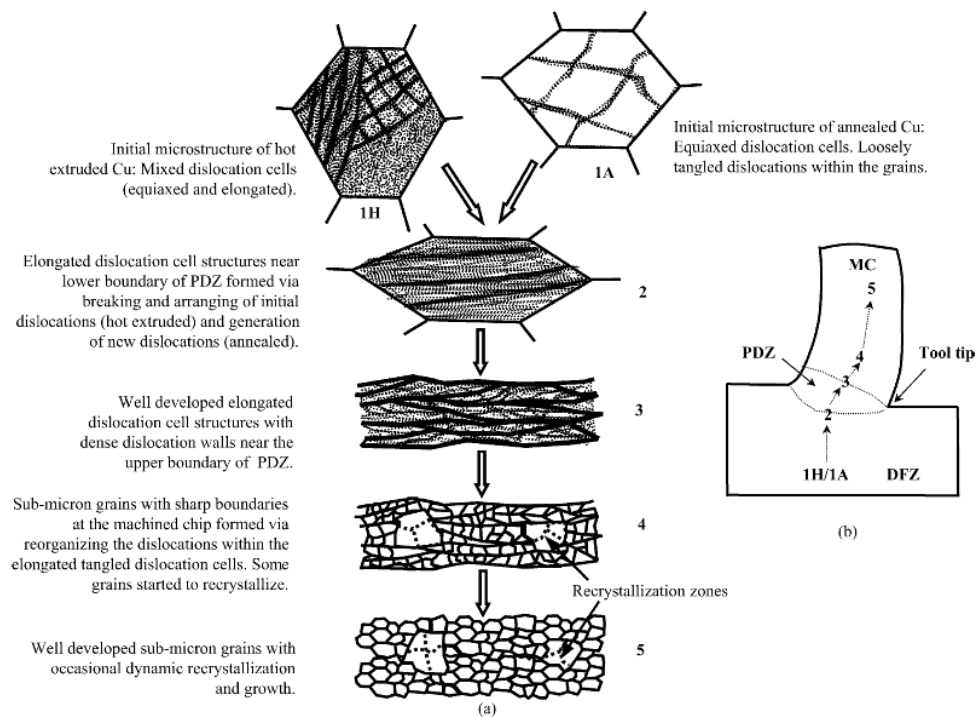 Initial microstructure of hot
extruded Cu: Mixed dislocation cells
(equiaxed and elongated).
1H
1A
Initial microstructure of annealed Cu:
Equiaxed dislocation cells. Loosely
tangled dislocations within the grains.
Elongated dislocation cell structures near
lower boundary of PDZ formed via
breaking and arranging of initial
dislocations (hot extruded) and generation
of new dislocations (annealed).
2
Well developed elongated
dislocation cell structures with
dense dislocation walls near the
upper boundary of PDZ.
3
Sub-micron grains with sharp boundaries
at the machined chip formed via
reorganizing the dislocations within the
elongated tangled dislocation cells. Some
grains started to recrystallize.
4
Recrystallization zones
Well developed sub-micron grains with
occasional dynamic recrystallization
and growth.
5
(a)
MC
5
PDZ
4
Tool tip
3
2
1H/1A
DFZ
(b)